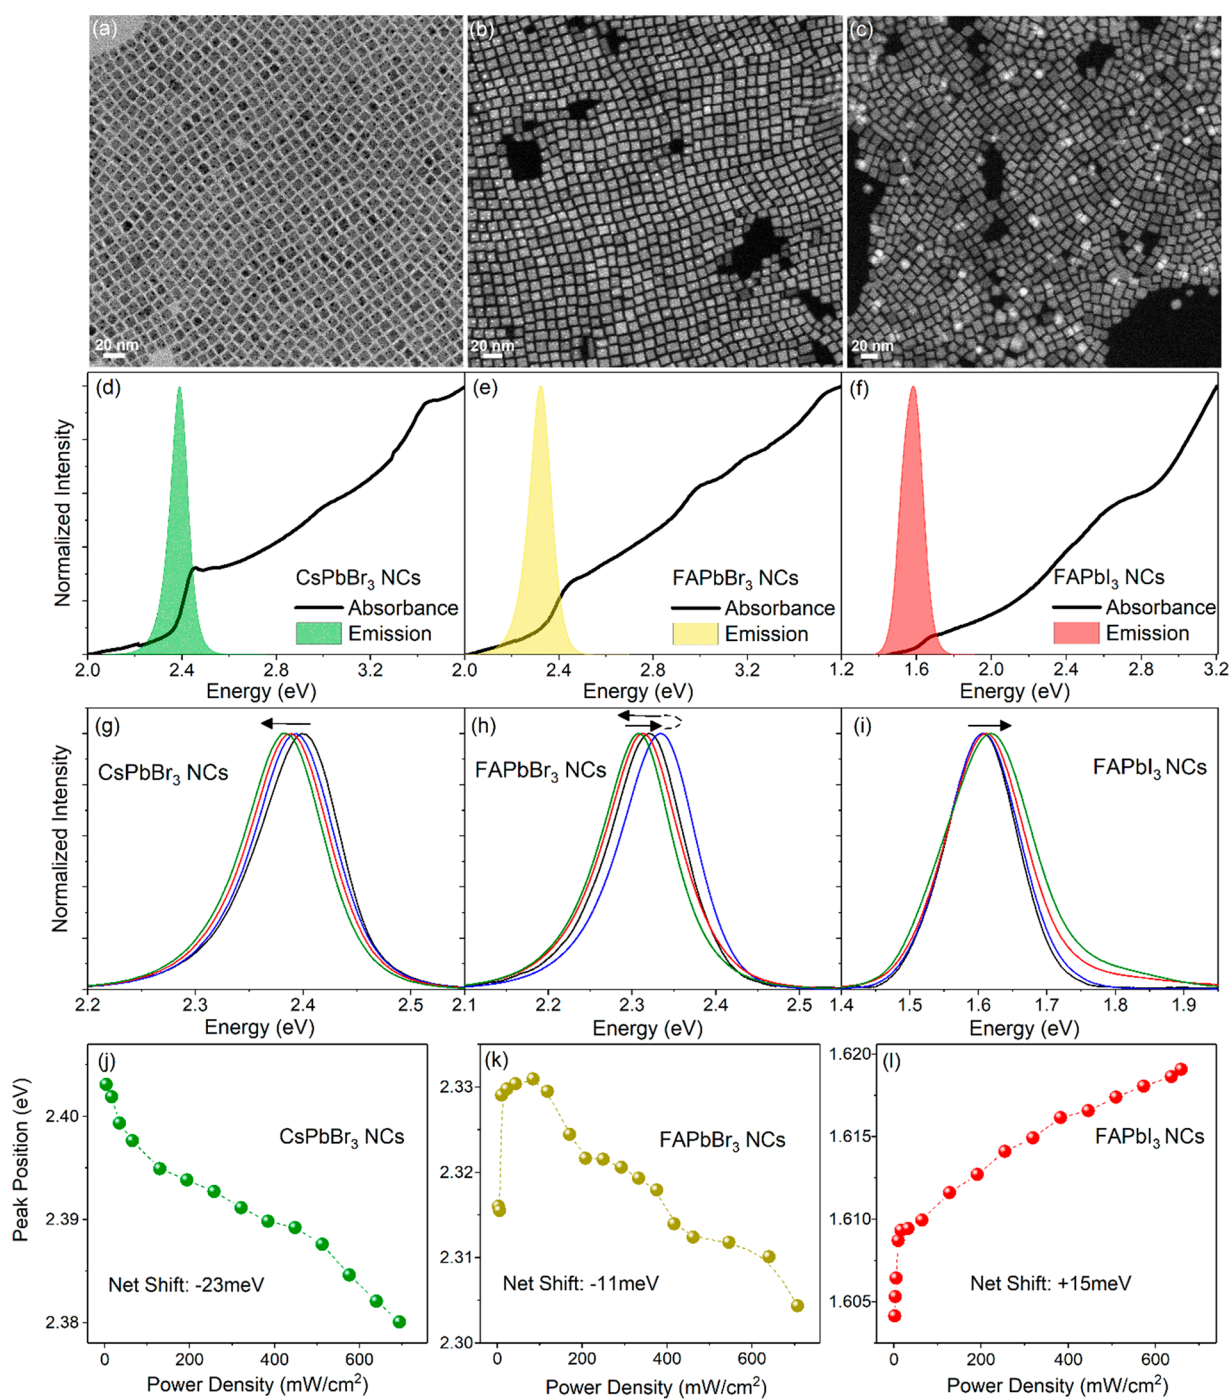 (a)
(b)
(c)
20 nm
20 nm
20 nm
(d)
(e)
(f)
Normalized Intensity
CsPbBr₃ NCs
Absorbance
Emission
FAPbBr₃ NCs
Absorbance
Emission
FAPbI₃ NCs
Absorbance
Emission
2.0 2.4 2.8 3.2
2.0 2.4 2.8 3.2
1.2 1.6 2.0 2.4 2.8 3.2
Energy (eV)
Energy (eV)
Energy (eV)
(g)
(h)
(i)
Normalized Intensity
CsPbBr₃ NCs
FAPbBr₃ NCs
FAPbI₃ NCs
2.2 2.3 2.4 2.5
2.1 2.2 2.3 2.4
1.4 1.5 1.6 1.7 1.8 1.9
Energy (eV)
Energy (eV)
Energy (eV)
Peak Position (eV)
(j)
2.40
2.39
2.38
CsPbBr₃ NCs
Net Shift: -23meV
0 200 400 600
Power Density (mW/cm²)
(k)
2.33
2.32
2.31
2.30
FAPbBr₃ NCs
Net Shift: -11meV
0 200 400 600
Power Density (mW/cm²)
(l)
1.620
1.615
1.610
1.605
FAPbI₃ NCs
Net Shift: +15meV
0 200 400 600
Power Density (mW/cm²)